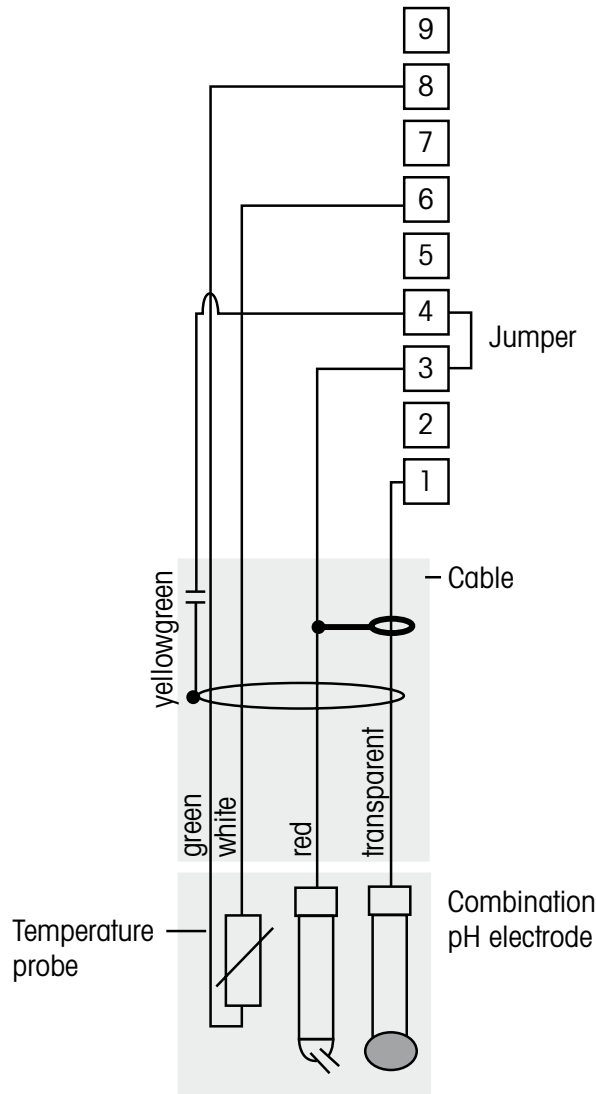 9
8
7
6
5
4
Jumper
3
2
1
Cable
yellowgreen
green
white
red
transparent
Temperature
probe
Combination
pH electrode